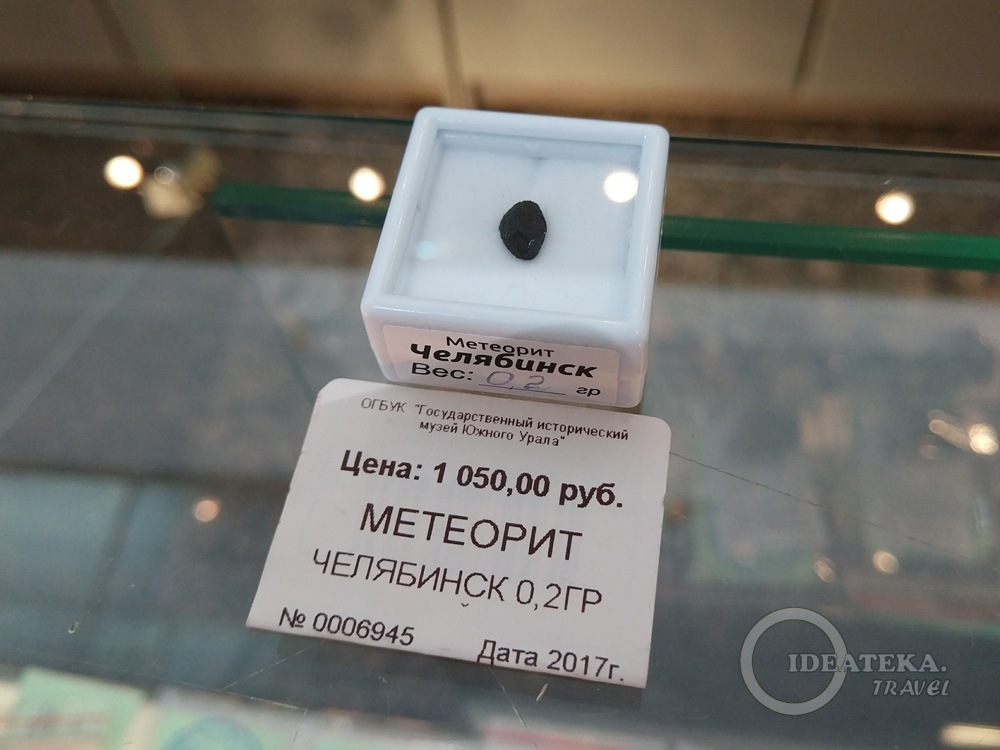 Метеорит
Челябинск
Вес: 0,2 гр
ОГБУК "Государственный исторический
музей Южного Урала"
Цена: 1 050,00 руб.
МЕТЕОРИТ
ЧЕЛЯБИНСК 0,2ГР
№ 0006945 Дата 2017г.
IDEATEKA.
TRAVEL